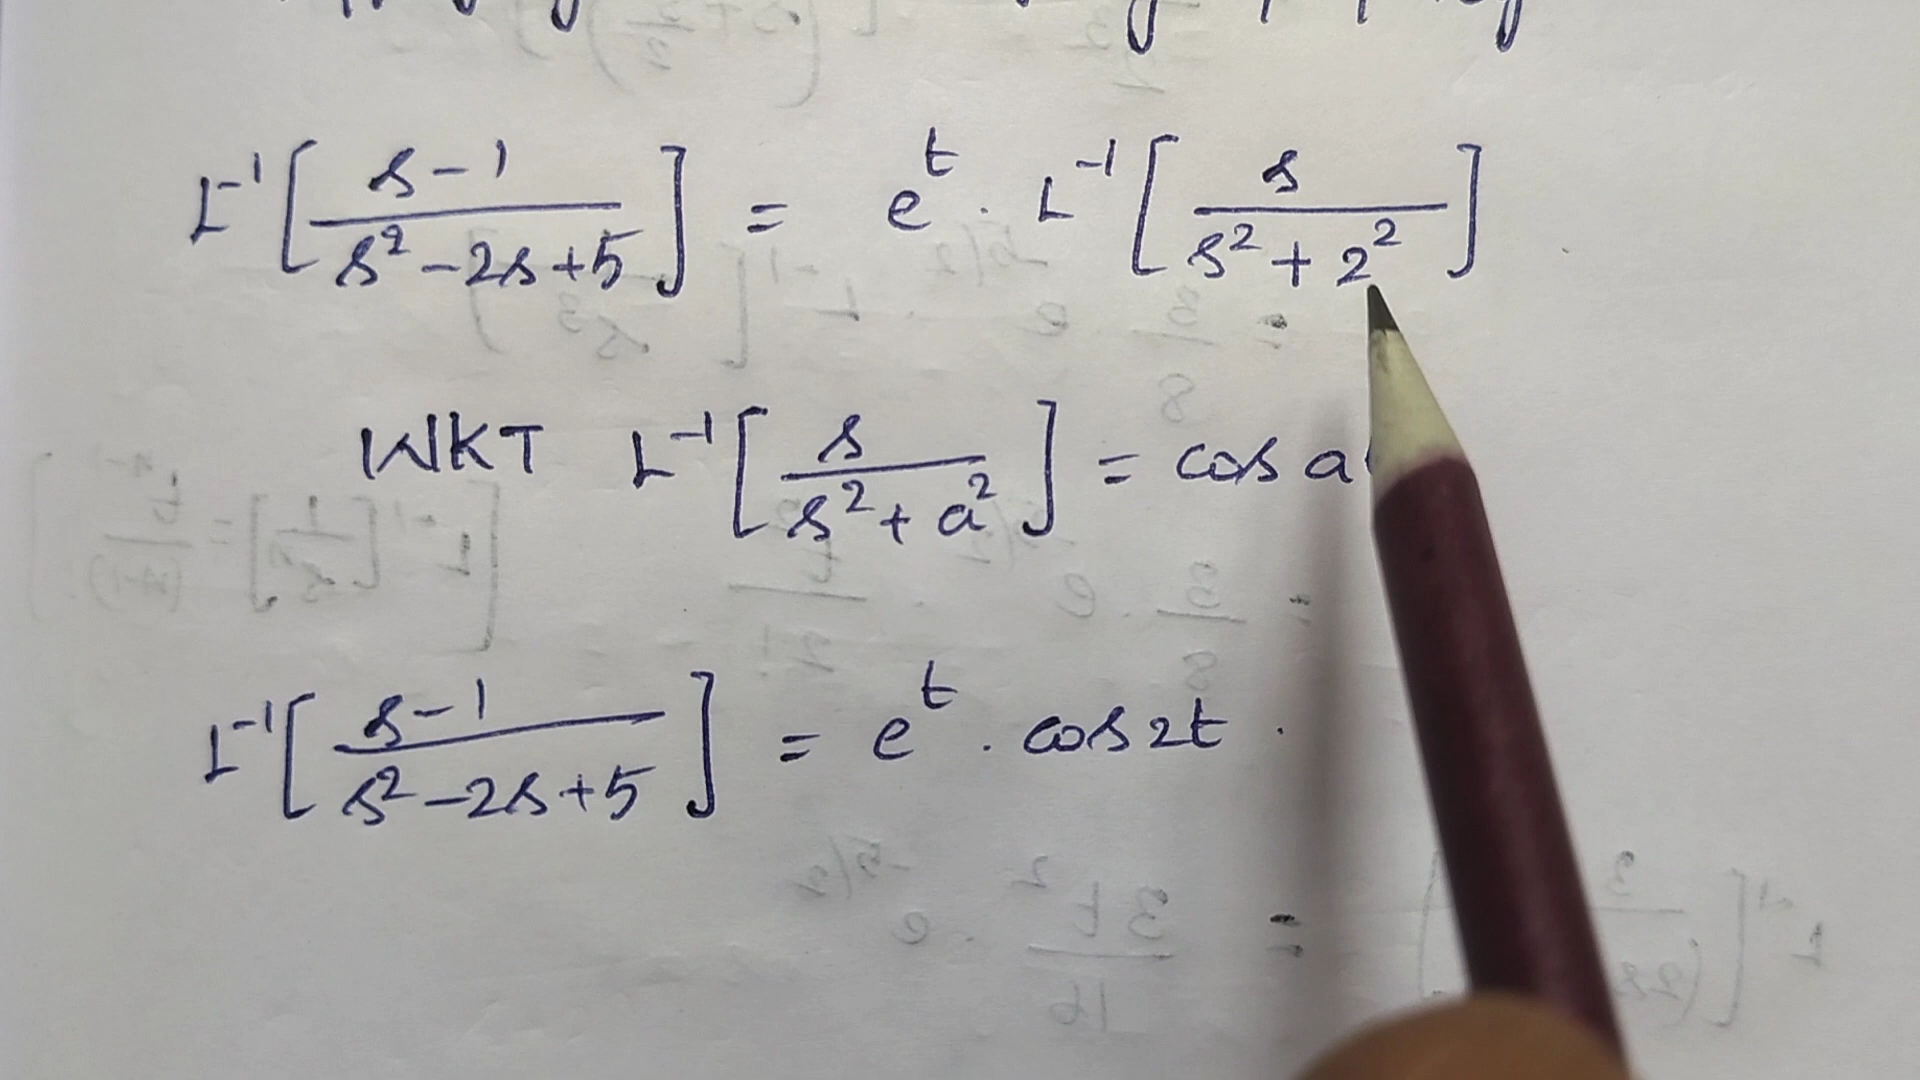 L⁻¹[(s-1)/(s²-2s+5)] = e^t . L⁻¹[s/(s²+2²)]
WKT L⁻¹[s/(s²+a²)] = cos a
L⁻¹[(s-1)/(s²-2s+5)] = e^t . cos 2t .